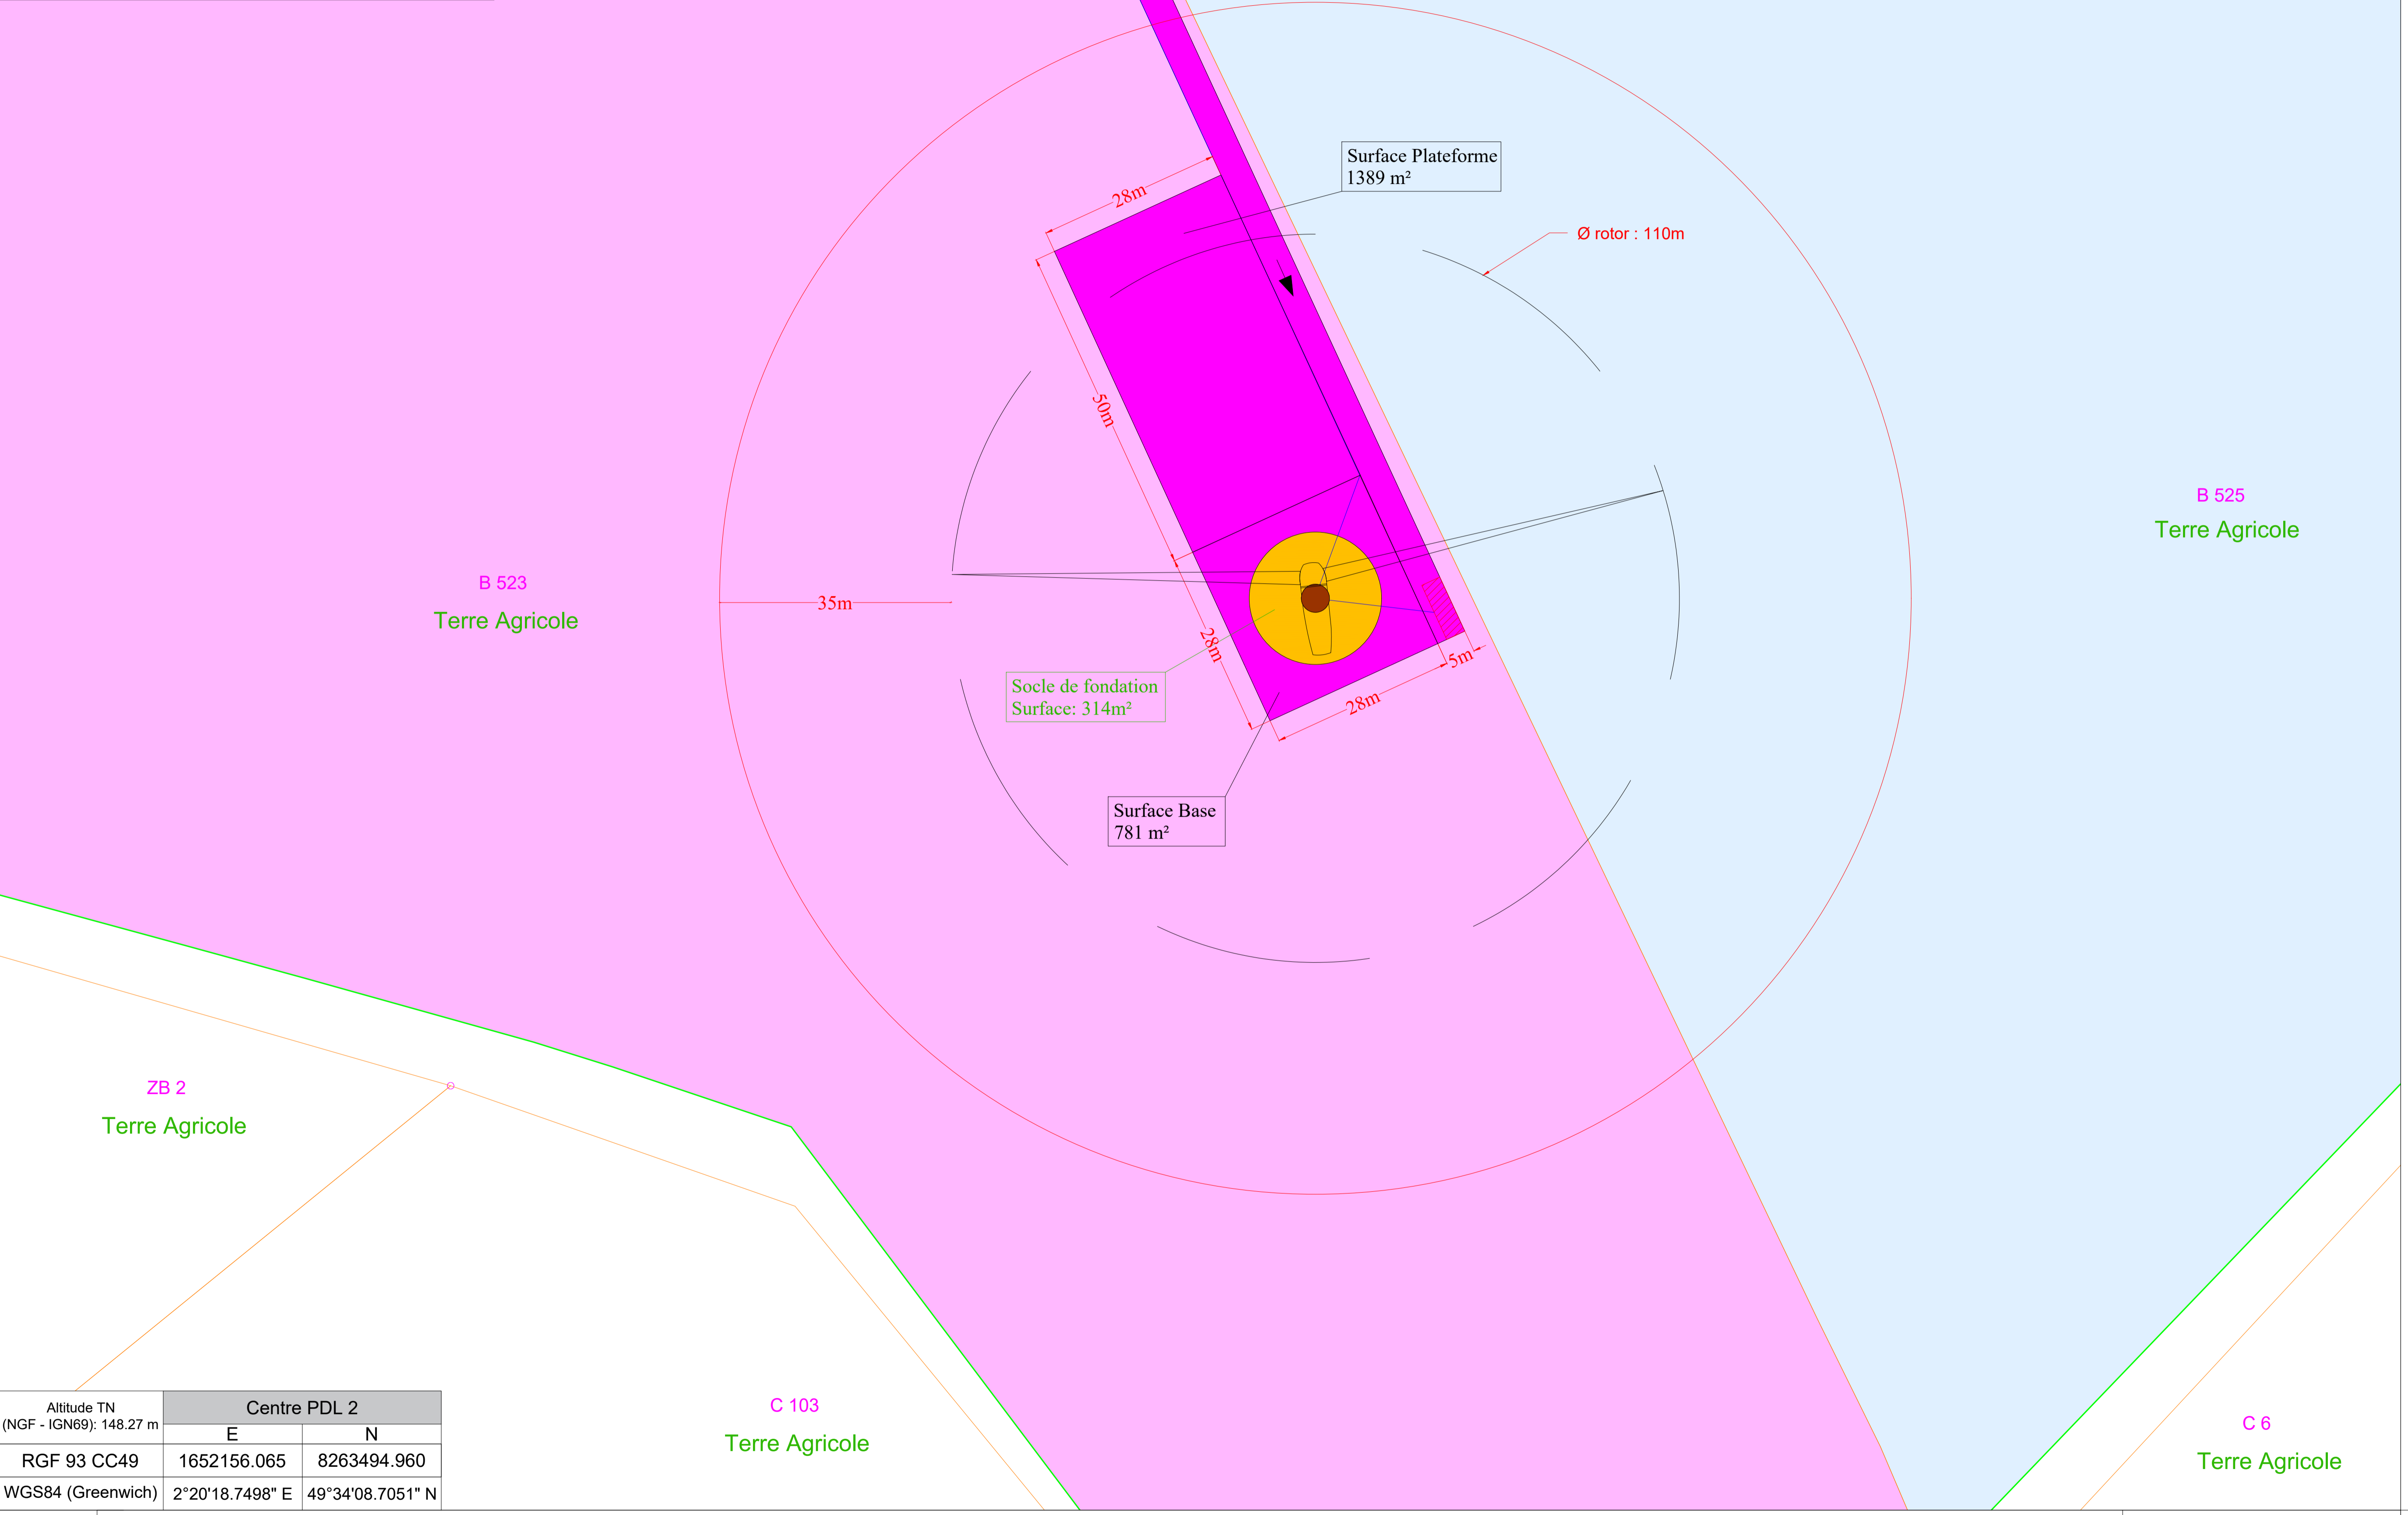 Surface Plateforme
1389 m²
28m
Ø rotor : 110m
50m
B 525
Terre Agricole
B 523
Terre Agricole
35m
28m
5m
28m
Socle de fondation
Surface: 314m²
Surface Base
781 m²
ZB 2
Terre Agricole
C 103
Terre Agricole
C 6
Terre Agricole
Altitude TN
(NGF - IGN69): 148.27 m
Centre PDL 2
E N
RGF 93 CC49 1652156.065 8263494.960
WGS84 (Greenwich) 2°20'18.7498" E 49°34'08.7051" N